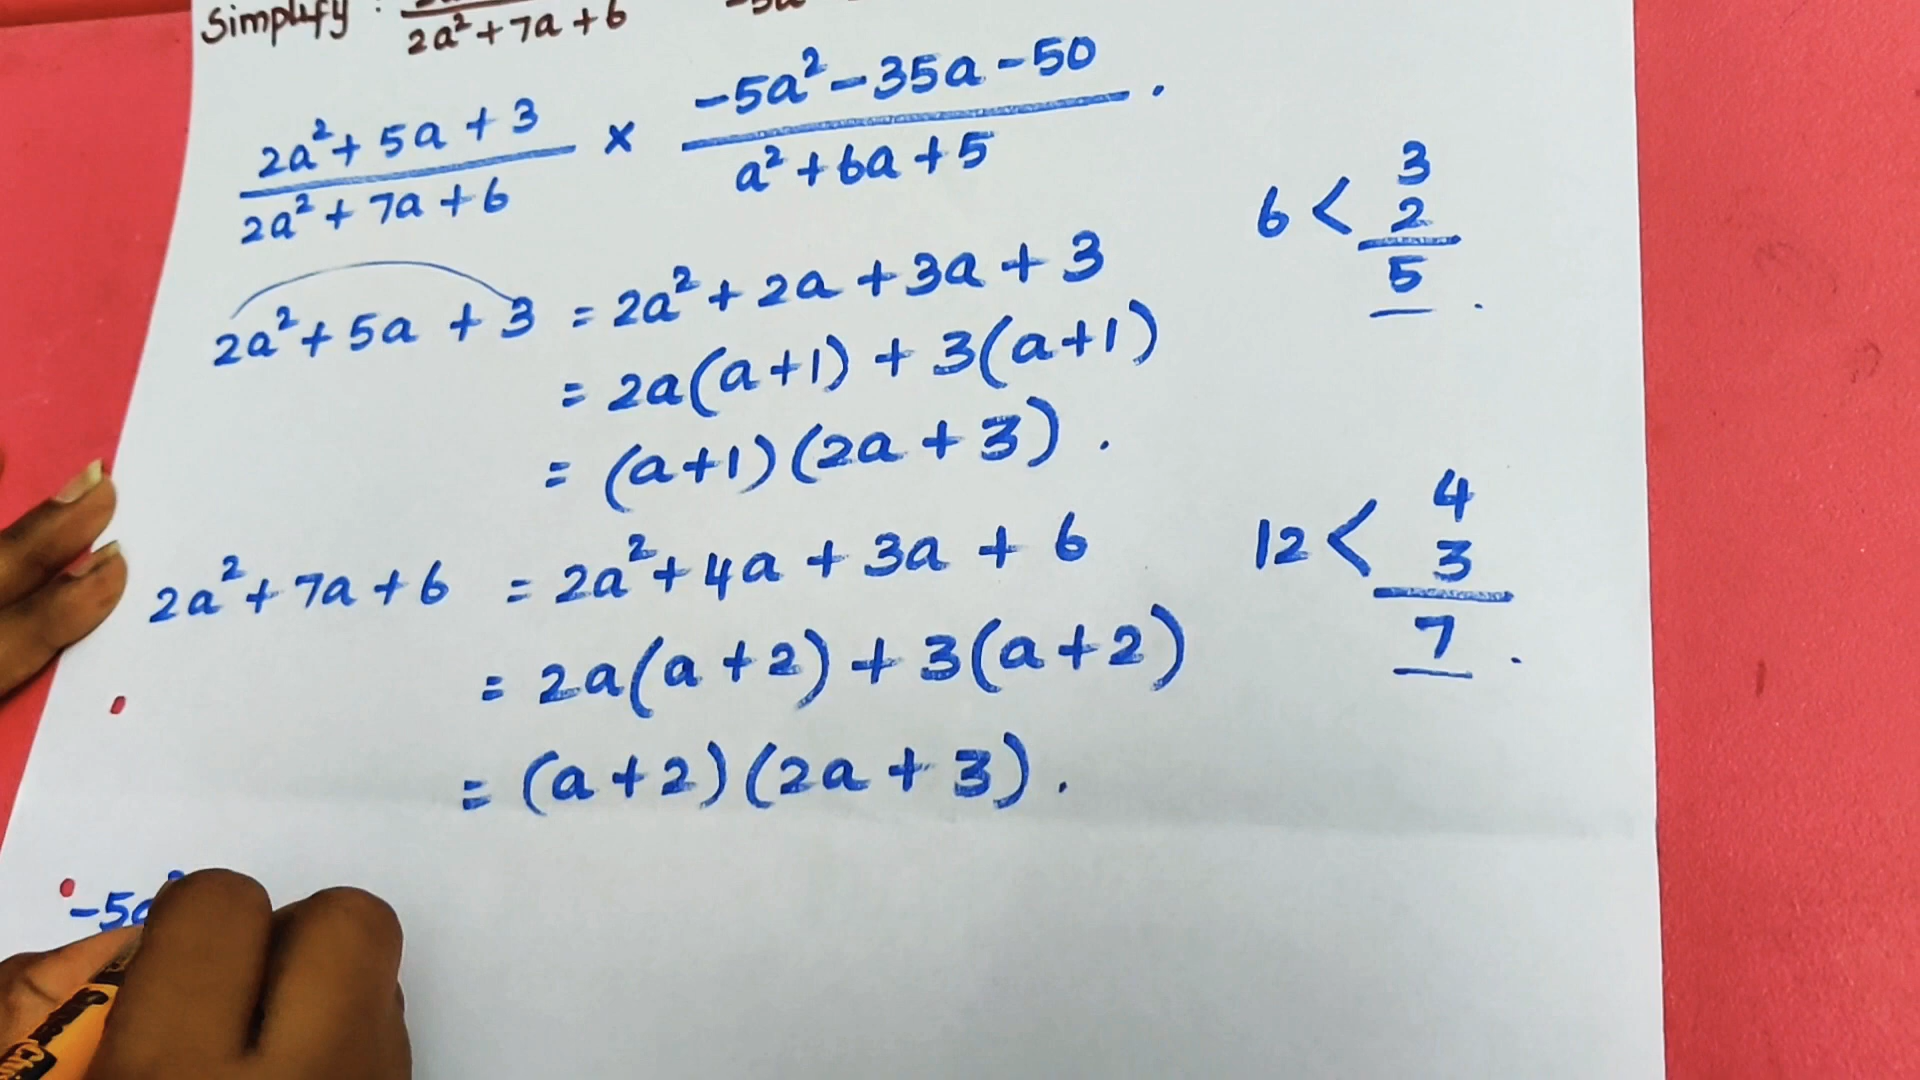 Simplify :
2a²+7a+6
2a²+5a+3 / 2a²+7a+6 × -5a²-35a-50 / a²+6a+5 .
6 < 3
2
5 .
2a²+5a+3 = 2a²+2a+3a+3
= 2a(a+1)+3(a+1)
= (a+1)(2a+3).
2a²+7a+6 = 2a²+4a+3a+6
12 < 4
3
7 .
= 2a(a+2)+3(a+2)
= (a+2)(2a+3).
-5a²